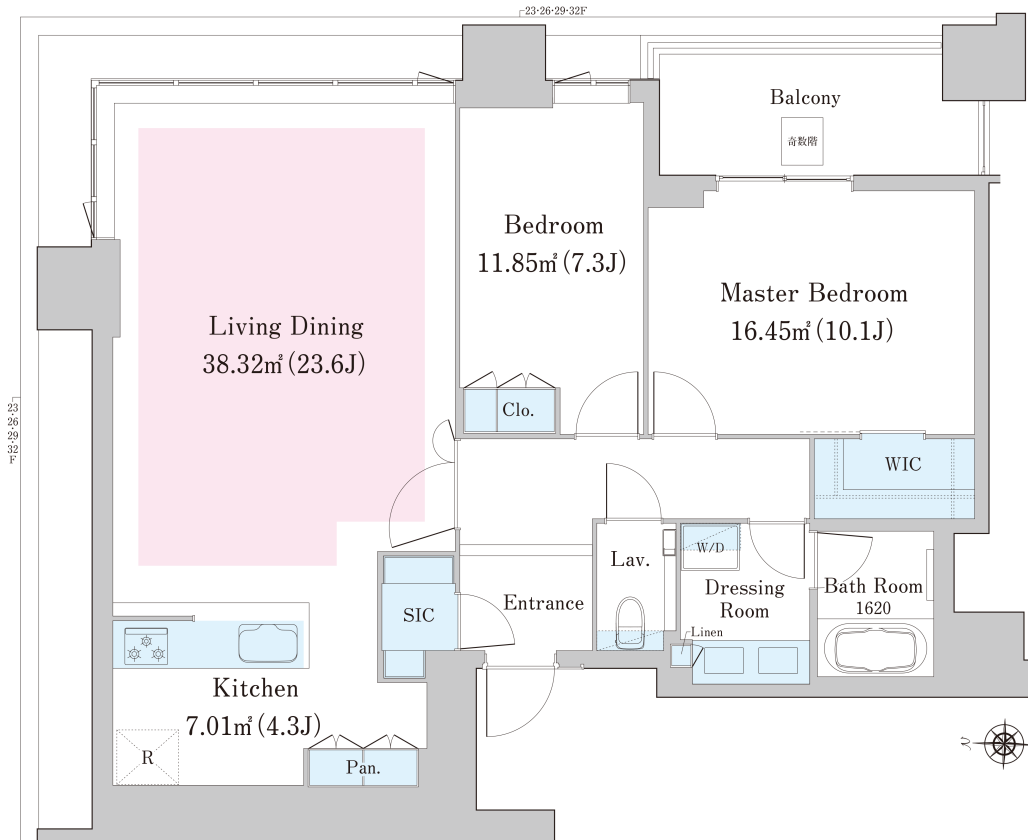 23·26·29·32F
Balcony
奇数階
Bedroom
11.85㎡(7.3J)
Master Bedroom
16.45㎡(10.1J)
Living Dining
38.32㎡(23.6J)
23·26·29·32F
Clo.
WIC
W/D
Lav.
Dressing
Room
Bath Room
1620
Entrance
SIC
Linen
Kitchen
7.01㎡(4.3J)
R
Pan.
N